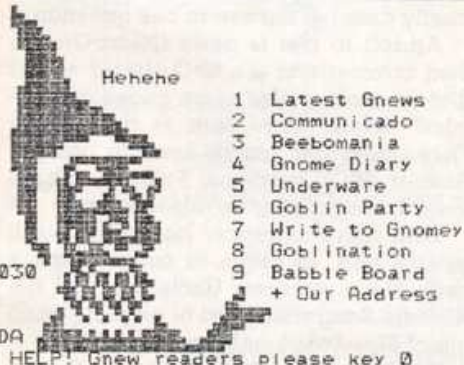 Hehehe
1 Latest Gnews
2 Communicado
3 Beebomania
4 Gnome Diary
5 Underware
6 Goblin Party
7 Write to Gnomey
8 Goblination
9 Babble Board
+ Our Address
030
DA
HELP! Gnew readers please key 0